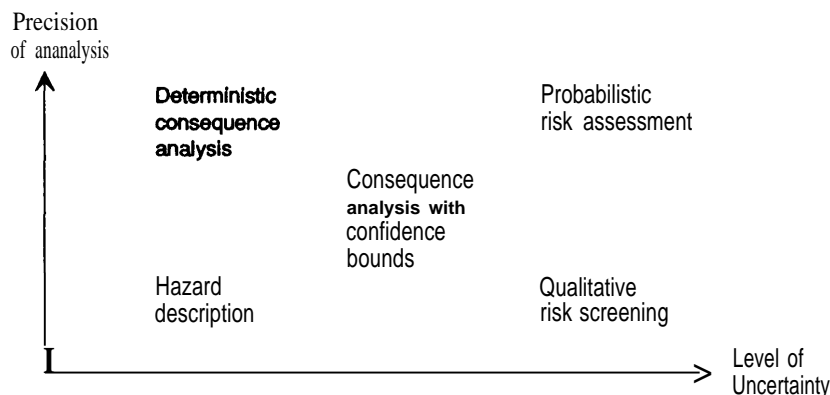 Precision
of ananalysis
Deterministic
consequence
analysis
Probabilistic
risk assessment
Consequence
analysis with
confidence
bounds
Hazard
description
Qualitative
risk screening
I
Level of
Uncertainty